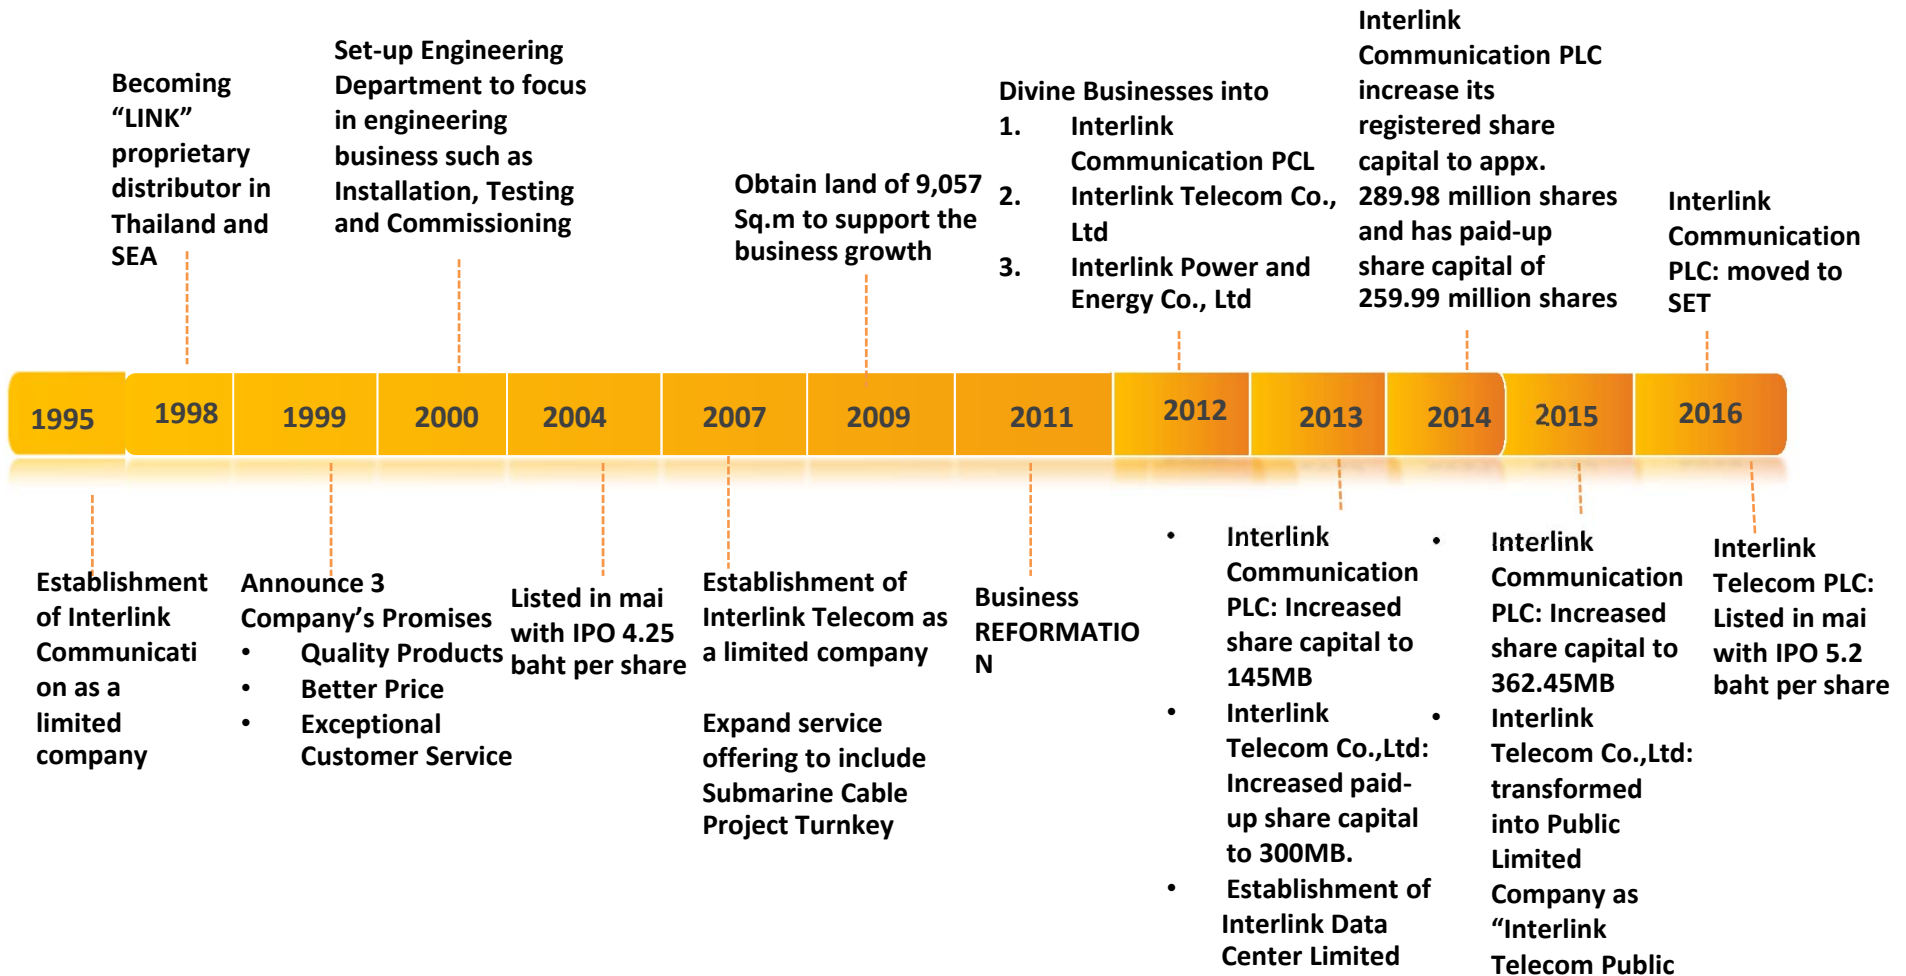 Becoming
“LINK”
proprietary
distributor in
Thailand and
SEA
Set-up Engineering
Department to focus
in engineering
business such as
Installation, Testing
and Commissioning
Obtain land of 9,057
Sq.m to support the
business growth
Divine Businesses into
1. Interlink
Communication PCL
2. Interlink Telecom Co.,
Ltd
3. Interlink Power and
Energy Co., Ltd
Interlink
Communication PLC
increase its
registered share
capital to appx.
289.98 million shares
and has paid-up
share capital of
259.99 million shares
Interlink
Communication
PLC: moved to
SET
1995 1998 1999 2000 2004 2007 2009 2011 2012 2013 2014 2015 2016
Establishment
of Interlink
Communicati
on as a
limited
company
Announce 3
Company’s Promises
• Quality Products
• Better Price
• Exceptional
Customer Service
Listed in mai
with IPO 4.25
baht per share
Establishment of
Interlink Telecom as
a limited company
Expand service
offering to include
Submarine Cable
Project Turnkey
Business
REFORMATIO
N
• Interlink
Communication
PLC: Increased
share capital to
145MB
• Interlink
Telecom Co.,Ltd:
Increased paid-
up share capital
to 300MB.
• Establishment of
Interlink Data
Center Limited
• Interlink
Communication
PLC: Increased
share capital to
362.45MB
• Interlink
Telecom Co.,Ltd:
transformed
into Public
Limited
Company as
“Interlink
Telecom Public
Interlink
Telecom PLC:
Listed in mai
with IPO 5.2
baht per share